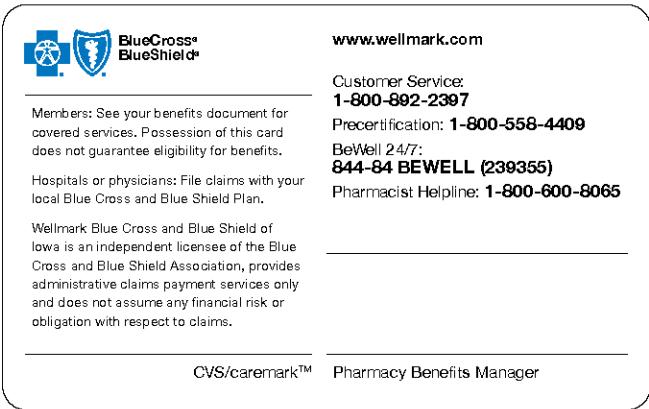 BlueCross®
BlueShield®
Members: See your benefits document for
covered services. Possession of this card
does not guarantee eligibility for benefits.
Hospitals or physicians: File claims with your
local Blue Cross and Blue Shield Plan.
Wellmark Blue Cross and Blue Shield of
Iowa is an independent licensee of the Blue
Cross and Blue Shield Association, provides
administrative claims payment services only
and does not assume any financial risk or
obligation with respect to claims.
CVS/caremark™
www.wellmark.com
Customer Service:
1-800-892-2397
Precertification: 1-800-558-4409
BeWell 24/7:
844-84 BEWELL (239355)
Pharmacist Helpline: 1-800-600-8065
Pharmacy Benefits Manager